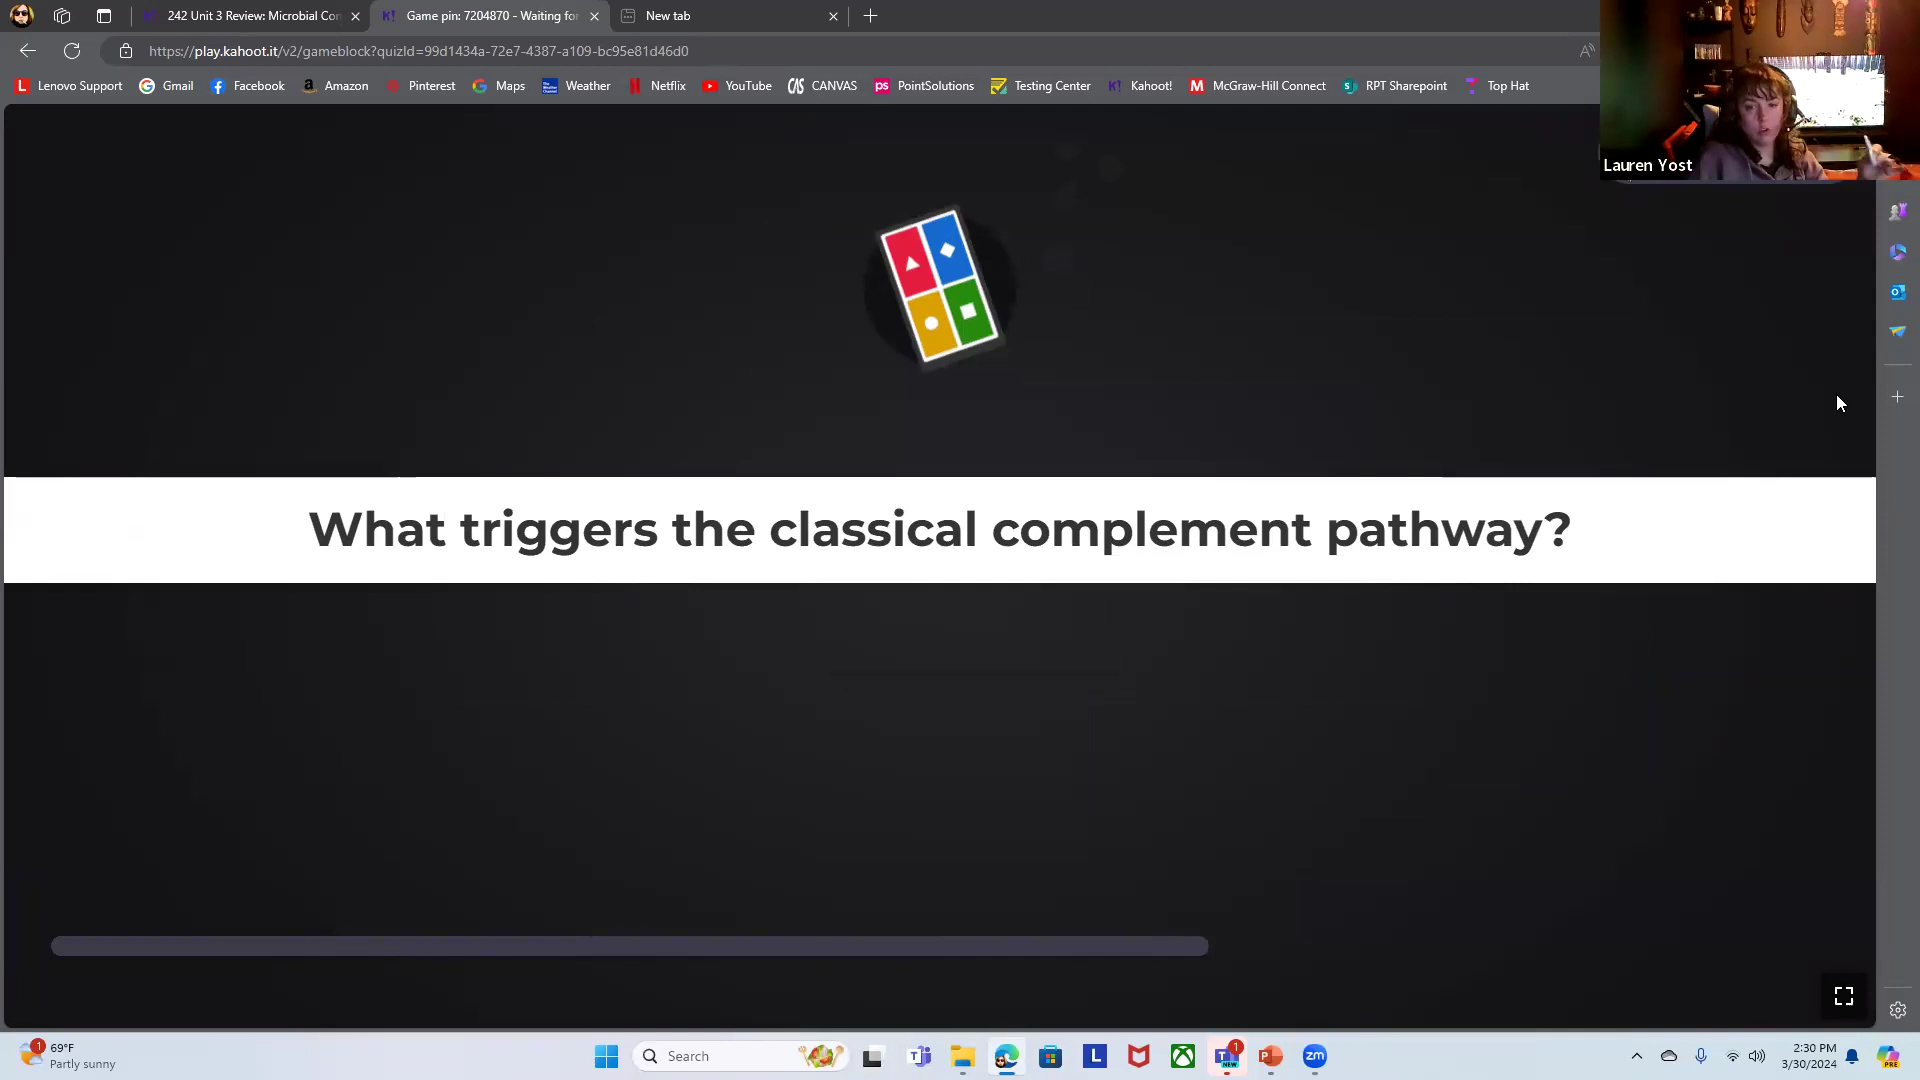 242 Unit 3 Review: Microbial Con
Game pin: 7204870 - Waiting for
New tab
https://play.kahoot.it/v2/gameblock?quizId=99d1434a-72e7-4387-a109-bc95e81d46d0
Lenovo Support
Gmail
Facebook
Amazon
Pinterest
Maps
Weather
Netflix
YouTube
CANVAS
PointSolutions
Testing Center
Kahoot!
McGraw-Hill Connect
RPT Sharepoint
Top Hat
Lauren Yost
What triggers the classical complement pathway?
69°F
Partly sunny
Search
2:30 PM
3/30/2024